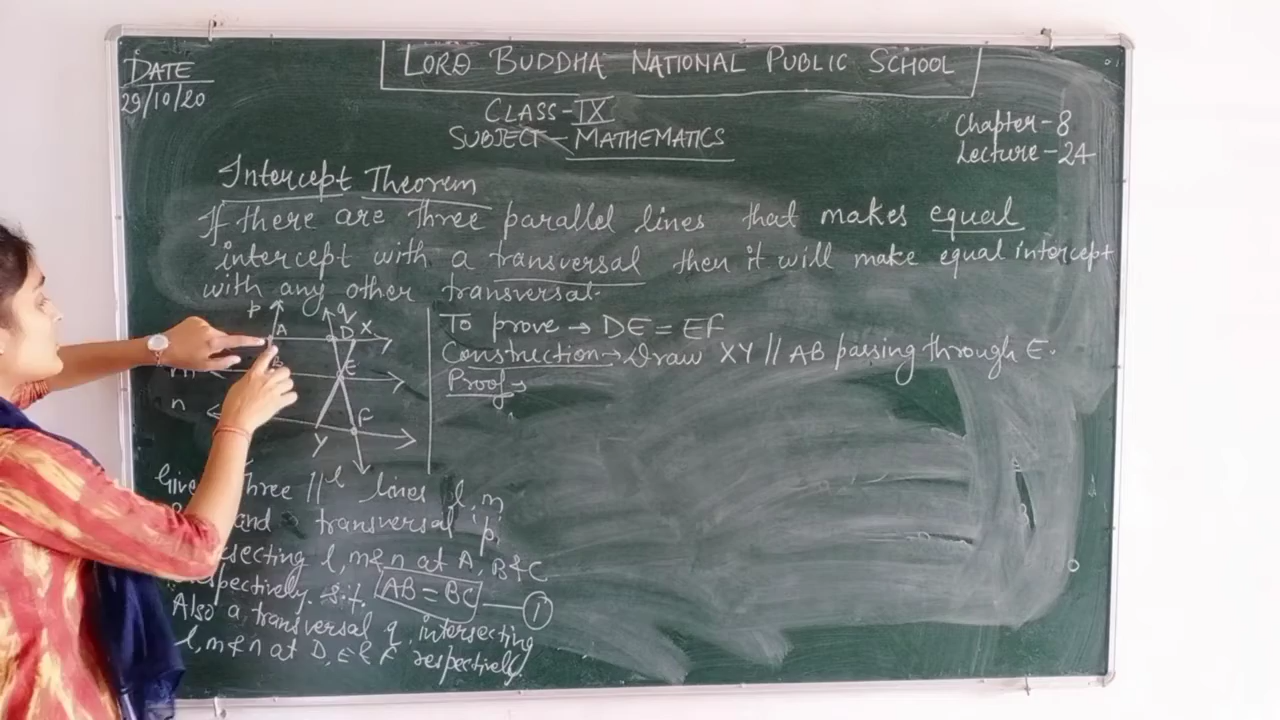 DATE
29/10/20
LORD BUDDHA NATIONAL PUBLIC SCHOOL
CLASS-IX
SUBJECT-MATHEMATICS
Chapter-8
Lecture-24
Intercept Theorem
If there are three parallel lines that makes equal
intercept with a transversal then it will make equal intercept
with any other transversal.
p
q
A
D
X
E
m
n
F
Y
To prove → DE = EF
Construction → Draw XY // AB passing through E.
Proof →
Three //el lines l, m
and transversal 'p'
l, m & n at A, B & C
respectively. s.t. AB = BC — 1
Also a transversal q intersecting
l, m & n at D, E & F respectively